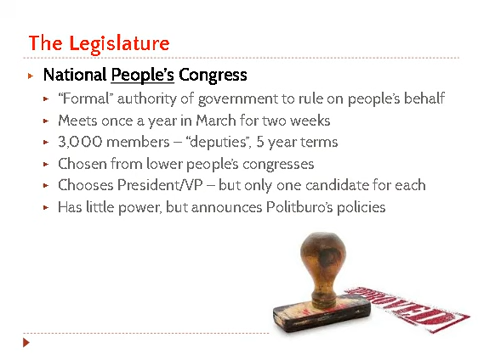 The Legislature
National People's Congress
"Formal" authority of government to rule on people's behalf
Meets once a year in March for two weeks
3,000 members – "deputies", 5 year terms
Chosen from lower people's congresses
Chooses President/VP – but only one candidate for each
Has little power, but announces Politburo's policies
APPROVED!